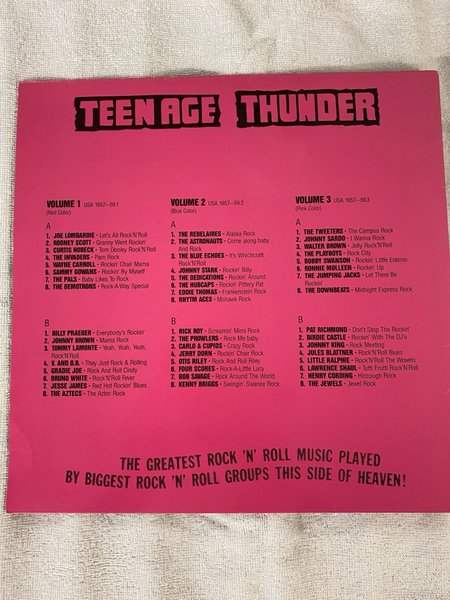 TEENAGE THUNDER
VOLUME 1 USA 1957–59.1
(Red Color)
A
1. JOE LOMBARDIE - Let's All Rock'N'Roll
2. RODNEY SCOTT - Granny Went Rockin'
3. CURTIS HOBECK - Tom Dooley Rock'N'Roll
4. THE INVADERS - Pam Rock
5. WAYNE CARROLL - Rockin' Chair Mama
6. SAMMY GOWANS - Rockin' By Myself
7. THE PALS - Baby Likes To Rock
8. THE DEMOTRONS - Rock-A-Way Special
B
1. BILLY PRAEGER - Everybody's Rockin'
2. JOHNNY BROWN - Mama Rock
3. TOMMY LAMONTE - Yeah, Yeah, Yeah,
Rock'N'Roll
4. V. AND B.R. - They Just Rock & Rolling
5. GRADIE JOE - Rock And Roll Cindy
6. BRUNO WHITE - Rock'N'Roll Fever
7. JESSE JAMES - Red Hot Rockin' Blues
8. THE AZTECS - The Aztec Rock
VOLUME 2 USA 1957–59.2
(Blue Color)
A
1. THE REBELAIRES - Alaska Rock
2. THE ASTRONAUTS - Come along baby
And Rock
3. THE BLUE ECHOES - It's Whichcraft
Rock'N'Roll
4. JOHNNY STARK - Rockin' Billy
5. THE DEDICATIONS - Rockin' Around
6. THE HUBCAPS - Rockin' Pittery Pat
7. EDDIE THOMAS - Frankenstein Rock
8. RHYTM ACES - Mohawk Rock
B
1. RICK ROY - Screamin' Mimi Rock
2. THE PROWLERS - Rock Me baby
3. CARLO & CUPIDS - Crazy Rock
4. JERRY DORN - Rockin' Chair Rock
5. OTIS RILEY - Rock And Roll Riley
6. FOUR SCORES - Rock-A-Little Lucy
7. BOB SAVAGE - Rock Around The World
8. KENNY BRIGGS - Swingin' Swanee Rock
VOLUME 3 USA 1957–59.3
(Pink Color)
A
1. THE TWEETERS - The Campus Rock
2. JOHNNY SARDO - I Wanna Rock
3. WALTER BROWN - Jelly Rock'N'Roll
4. THE PLAYBOYS - Rock City
5. BOBBY SWANSON - Rockin' Little Eskimo
6. RONNIE MOLLEEN - Rockin' Up
7. THE JUMPING JACKS - Let There Be
Rockin'
8. THE DOWNBEATS - Midnight Express Rock
B
1. PAT RICHMOND - Don't Stop The Rockin'
2. BIRDIE CASTLE - Rockin' With The DJ's
3. JOHNNY KING - Rock Meeting
4. JULES BLATTNER - Rock'N'Roll Blues
5. LITTLE RALPHIE - Rock'N'Roll The Wowels
6. LAWRENCE SHAUL - Tutti Frutti Rock'N'Roll
7. HENRY CORDING - Hiccough Rock
8. THE JEWELS - Jewel Rock
THE GREATEST ROCK 'N' ROLL MUSIC PLAYED
BY BIGGEST ROCK 'N' ROLL GROUPS THIS SIDE OF HEAVEN!